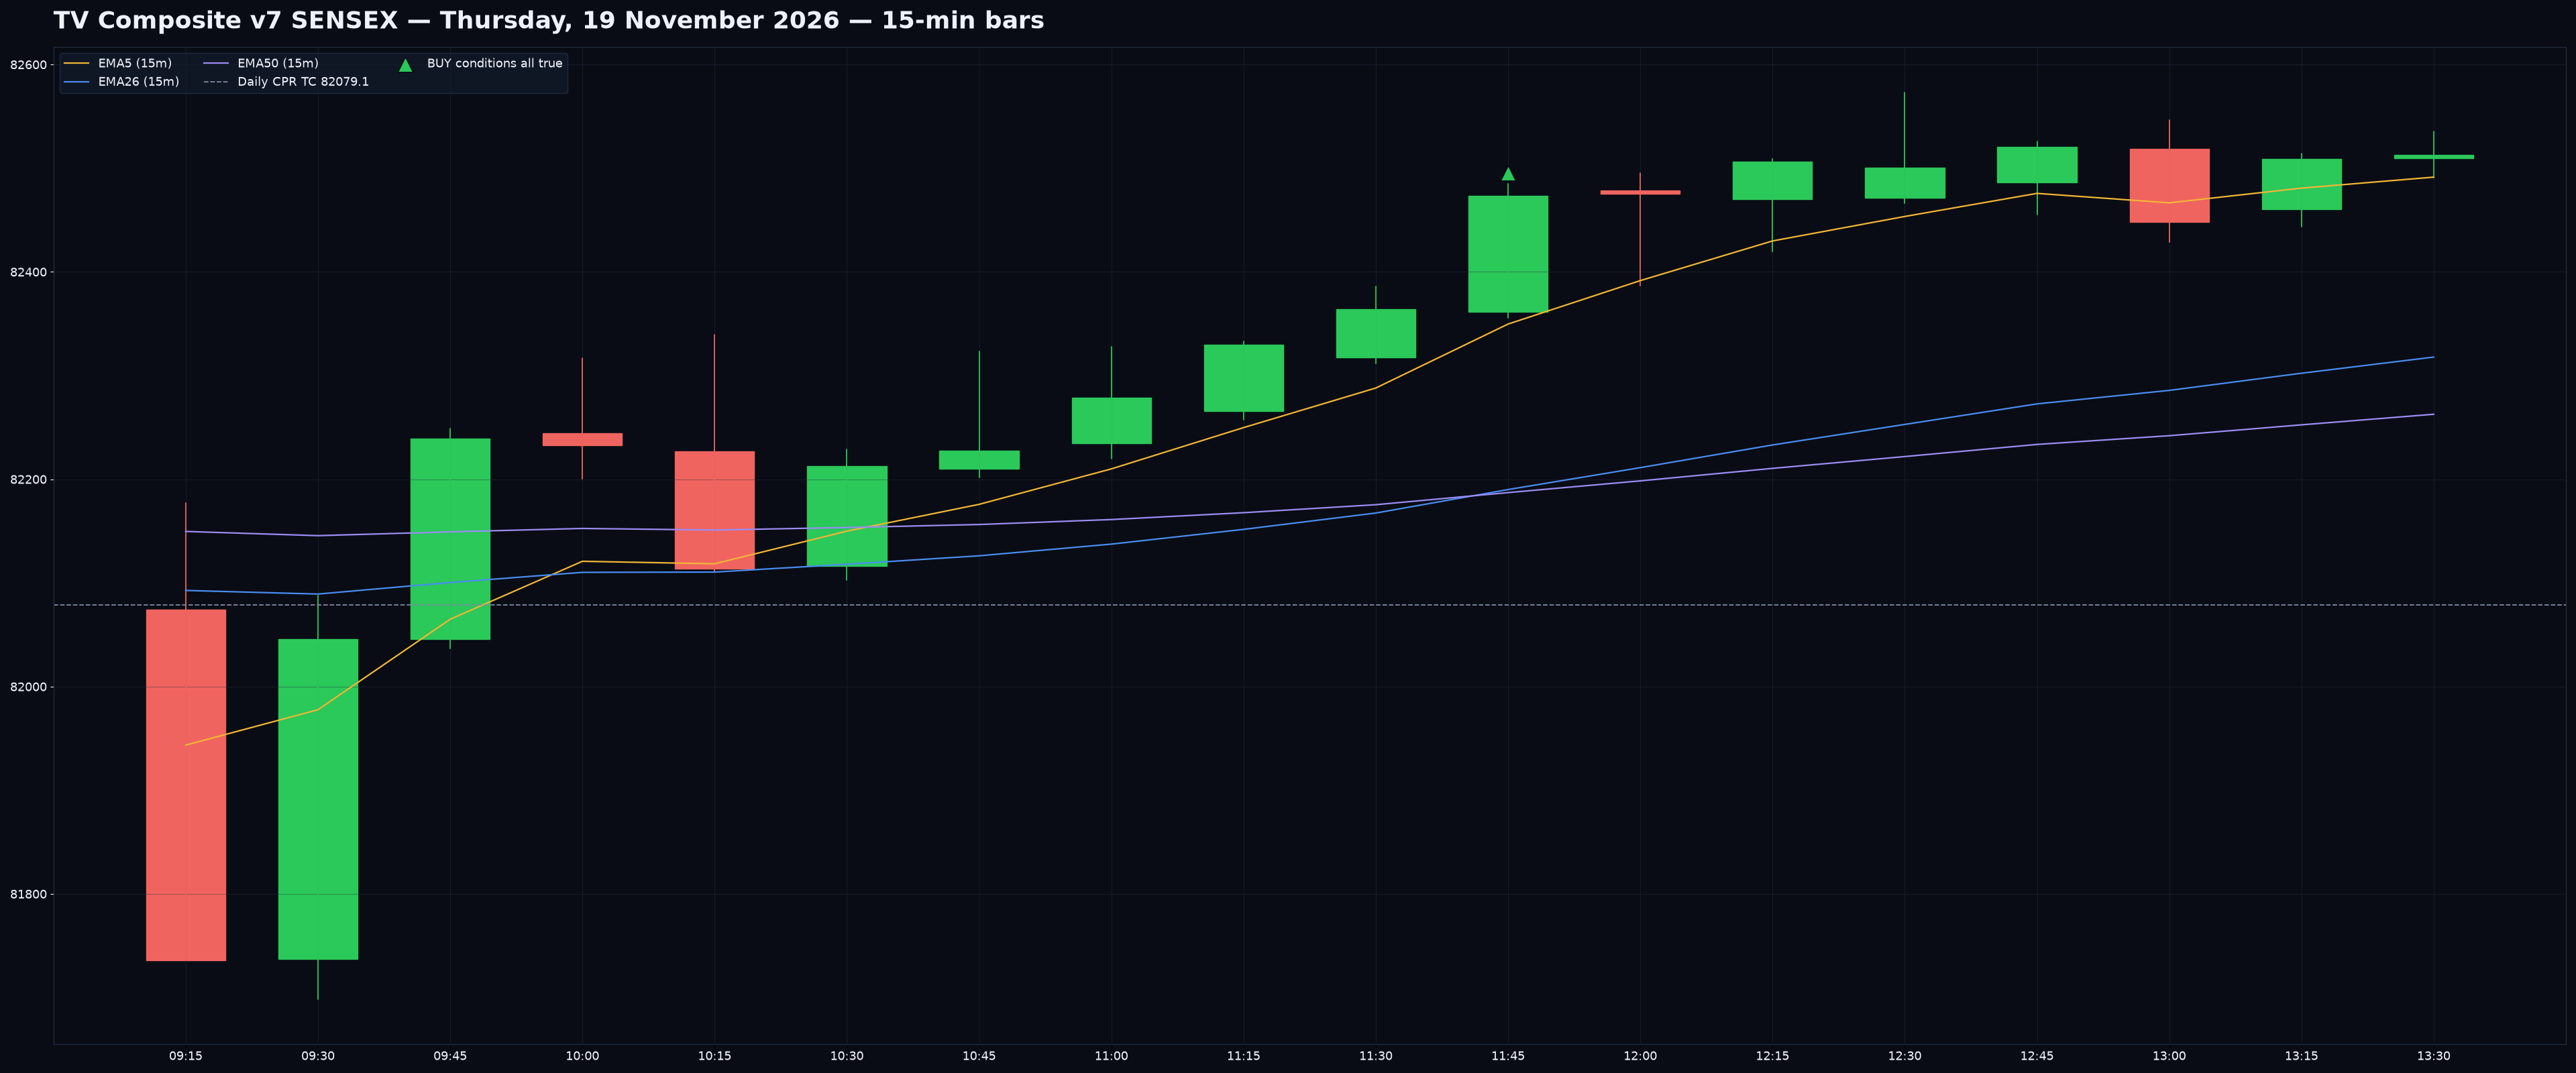 TV Composite v7 SENSEX — Thursday, 19 November 2026 — 15-min bars
EMA5 (15m)
EMA26 (15m)
EMA50 (15m)
Daily CPR TC 82079.1
BUY conditions all true
82600
82400
82200
82000
81800
09:15 09:30 09:45 10:00 10:15 10:30 10:45 11:00 11:15 11:30 11:45 12:00 12:15 12:30 12:45 13:00 13:15 13:30